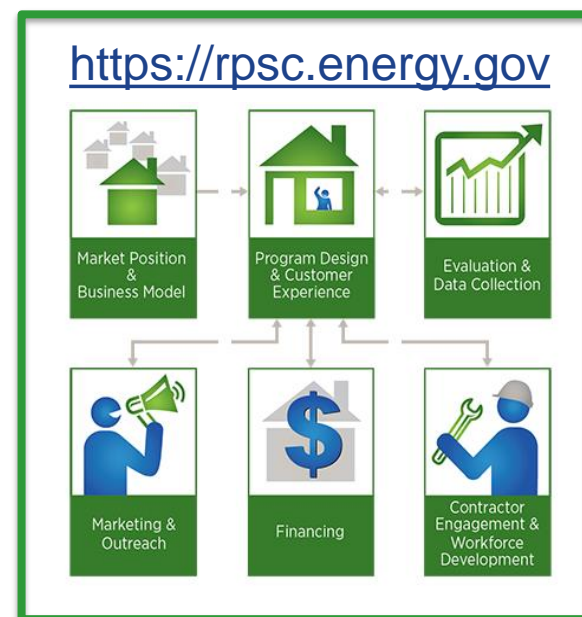 https://rpsc.energy.gov
Market Position
&
Business Model
Program Design
& Customer
Experience
Evaluation &
Data Collection
Marketing &
Outreach
$
Financing
Contractor
Engagement &
Workforce
Development